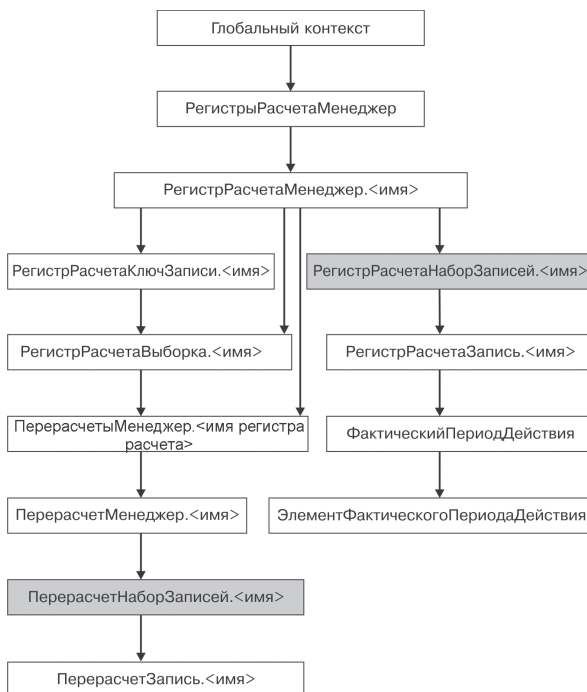 Глобальный контекст
РегистрыРасчетаМенеджер
РегистрРасчетаМенеджер.<имя>
РегистрРасчетаКлючЗаписи.<имя>
РегистрРасчетаНаборЗаписей.<имя>
РегистрРасчетаВыборка.<имя>
РегистрРасчетаЗапись.<имя>
ПерерасчетыМенеджер.<имя регистра
расчета>
ФактическийПериодДействия
ПерерасчетМенеджер.<имя>
ЭлементФактическогоПериодаДействия
ПерерасчетНаборЗаписей.<имя>
ПерерасчетЗапись.<имя>